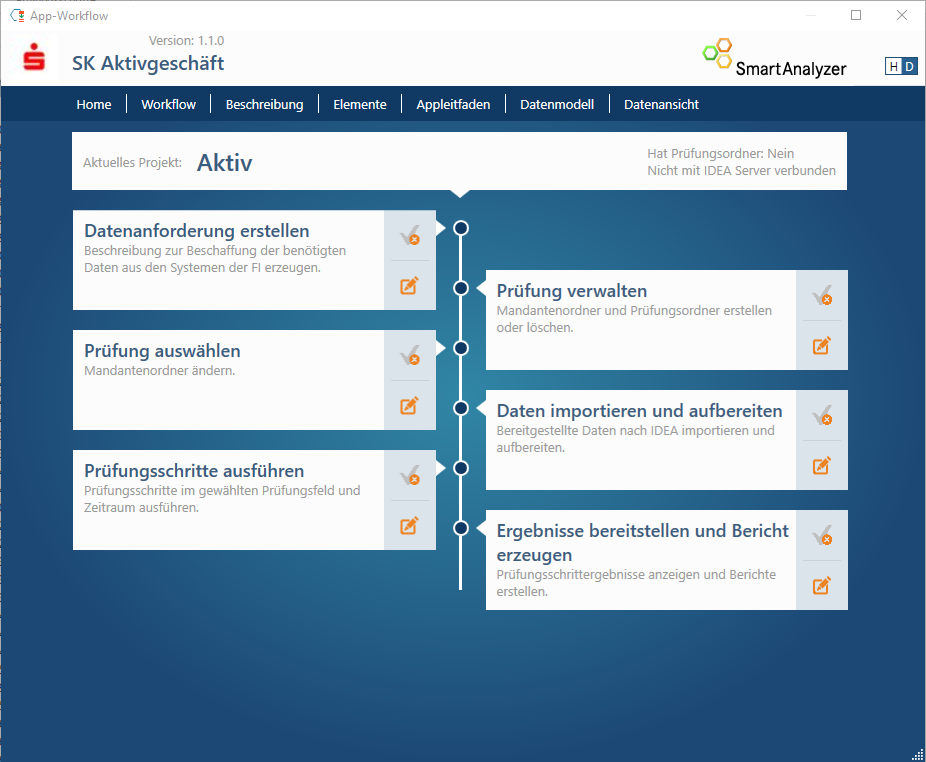 App-Workflow
Version: 1.1.0
SK Aktivgeschäft
SmartAnalyzer
H D
Home
Workflow
Beschreibung
Elemente
Appleitfaden
Datenmodell
Datenansicht
Aktuelles Projekt: Aktiv
Hat Prüfungsordner: Nein
Nicht mit IDEA Server verbunden
Datenanforderung erstellen
Beschreibung zur Beschaffung der benötigten
Daten aus den Systemen der FI erzeugen.
Prüfung verwalten
Mandantenordner und Prüfungsordner erstellen
oder löschen.
Prüfung auswählen
Mandantenordner ändern.
Daten importieren und aufbereiten
Bereitgestellte Daten nach IDEA importieren und
aufbereiten.
Prüfungsschritte ausführen
Prüfungsschritte im gewählten Prüfungsfeld und
Zeitraum ausführen.
Ergebnisse bereitstellen und Bericht
erzeugen
Prüfungsschrittergebnisse anzeigen und Berichte
erstellen.